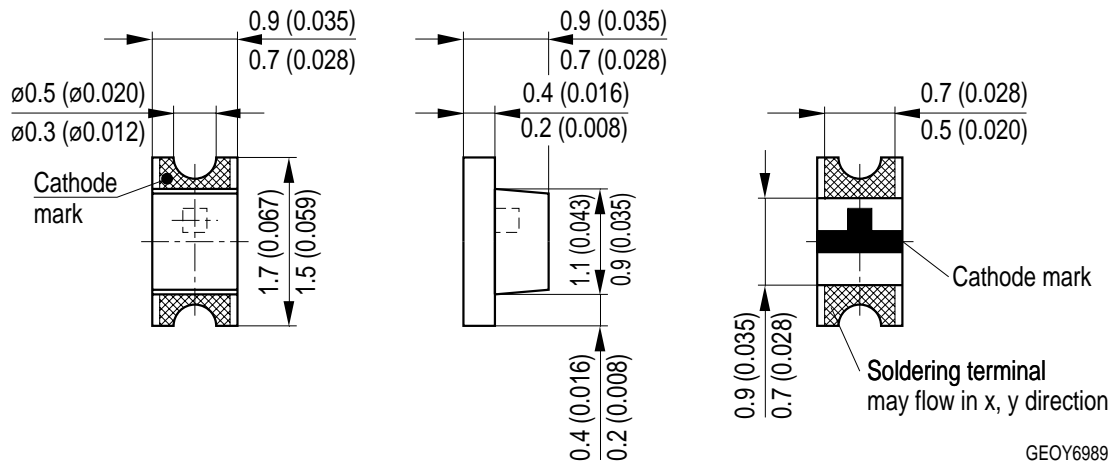 0.9 (0.035)
0.7 (0.028)
ø0.5 (ø0.020)
ø0.3 (ø0.012)
Cathode
mark
1.7 (0.067)
1.5 (0.059)
0.9 (0.035)
0.7 (0.028)
0.4 (0.016)
0.2 (0.008)
1.1 (0.043)
0.9 (0.035)
0.4 (0.016)
0.2 (0.008)
0.7 (0.028)
0.5 (0.020)
Cathode mark
0.9 (0.035)
0.7 (0.028)
Soldering terminal
may flow in x, y direction
GEOY6989